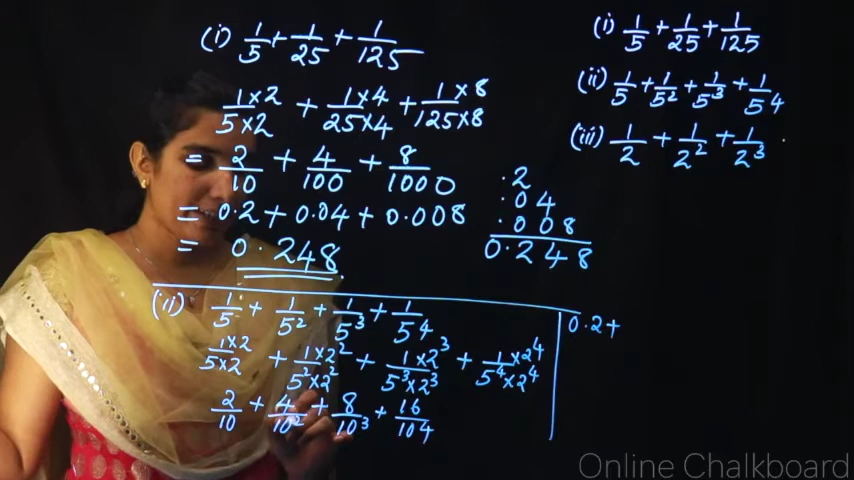 (i) 1/5 + 1/25 + 1/125
1×2/5×2 + 1×4/25×4 + 1×8/125×8
= 2/10 + 4/100 + 8/1000
= 0.2 + 0.04 + 0.008
= 0.248
.2
.04
.008
0.248
(i) 1/5 + 1/25 + 1/125
(ii) 1/5 + 1/5² + 1/5³ + 1/5⁴
(iii) 1/2 + 1/2² + 1/2³
(ii) 1/5 + 1/5² + 1/5³ + 1/5⁴
1×2/5×2 + 1×2²/5²×2² + 1×2³/5³×2³ + 1×2⁴/5⁴×2⁴
2/10 + 4/10² + 8/10³ + 16/10⁴
0.2+
Online Chalkboard